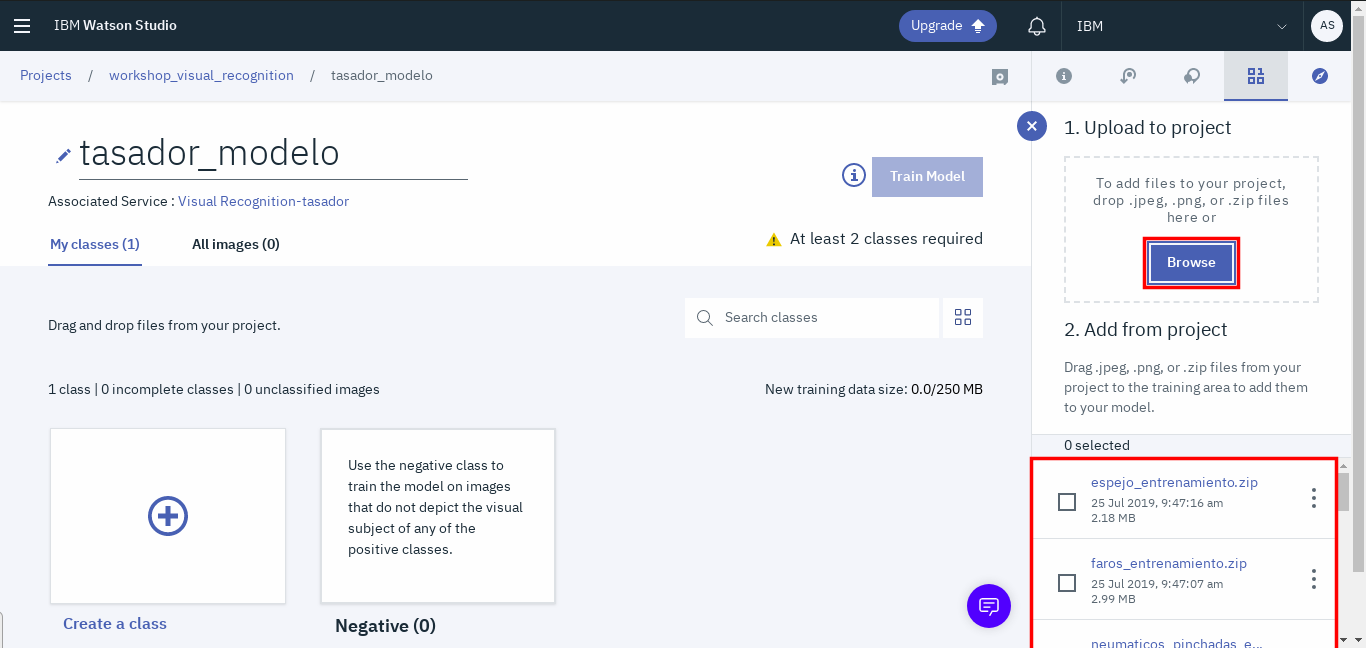 IBM Watson Studio
Upgrade
IBM
AS
Projects / workshop_visual_recognition / tasador_modelo
tasador_modelo
Train Model
Associated Service : Visual Recognition-tasador
My classes (1)
All images (0)
At least 2 classes required
Drag and drop files from your project.
Search classes
1 class | 0 incomplete classes | 0 unclassified images
New training data size: 0.0/250 MB
Create a class
Use the negative class to
train the model on images
that do not depict the visual
subject of any of the
positive classes.
Negative (0)
1. Upload to project
To add files to your project,
drop .jpeg, .png, or .zip files
here or
Browse
2. Add from project
Drag .jpeg, .png, or .zip files from your
project to the training area to add them
to your model.
0 selected
espejo_entrenamiento.zip
25 Jul 2019, 9:47:16 am
2.18 MB
faros_entrenamiento.zip
25 Jul 2019, 9:47:07 am
2.99 MB
neumaticos_pinchadas_e...